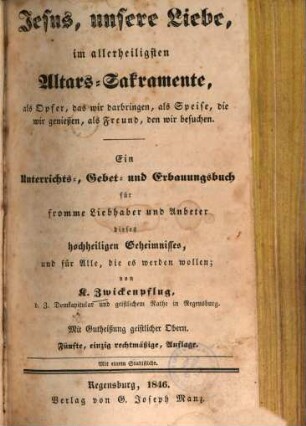 Jesus, unsere Liebe,
im allerheiligsten
Altars-Sakramente,
als Opfer, das wir darbringen, als Speise, die
wir genießen, als Freund, den wir besuchen.
Ein
Unterrichts-, Gebet- und Erbauungsbuch
für
fromme Liebhaber und Anbeter
dieses
hochheiligen Geheimnisses,
und für Alle, die es werden wollen;
von
K. Zwickenpflug,
d. Z. Domkapitular und geistlichem Rathe in Regensburg.
Mit Gutheißung geistlicher Obern.
Fünfte, einzig rechtmäßige, Auflage.
Mit einem Stahlstiche.
Regensburg, 1846.
Verlag von G. Joseph Manz.